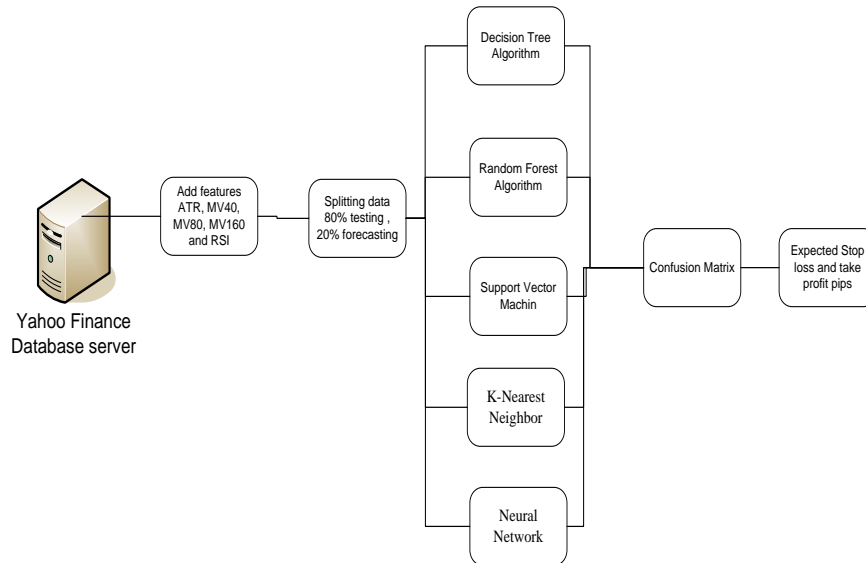 Yahoo Finance
Database server
Add features
ATR, MV40,
MV80, MV160
and RSI
Splitting data
80% testing ,
20% forecasting
Decision Tree
Algorithm
Random Forest
Algorithm
Support Vector
Machin
K-Nearest
Neighbor
Neural
Network
Confusion Matrix
Expected Stop
loss and take
profit pips